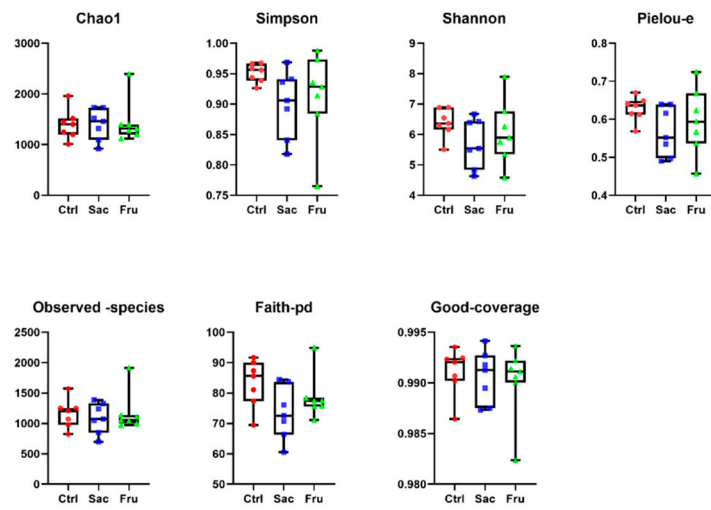 Chao1
3000
2000
1000
0
Ctrl Sac Fru
Simpson
1.00
0.95
0.90
0.85
0.80
0.75
Ctrl Sac Fru
Shannon
9
8
7
6
5
4
Ctrl Sac Fru
Pielou-e
0.8
0.7
0.6
0.5
0.4
Ctrl Sac Fru
Observed -species
2500
2000
1500
1000
500
0
Ctrl Sac Fru
Faith-pd
100
90
80
70
60
50
Ctrl Sac Fru
Good-coverage
0.995
0.990
0.985
0.980
Ctrl Sac Fru